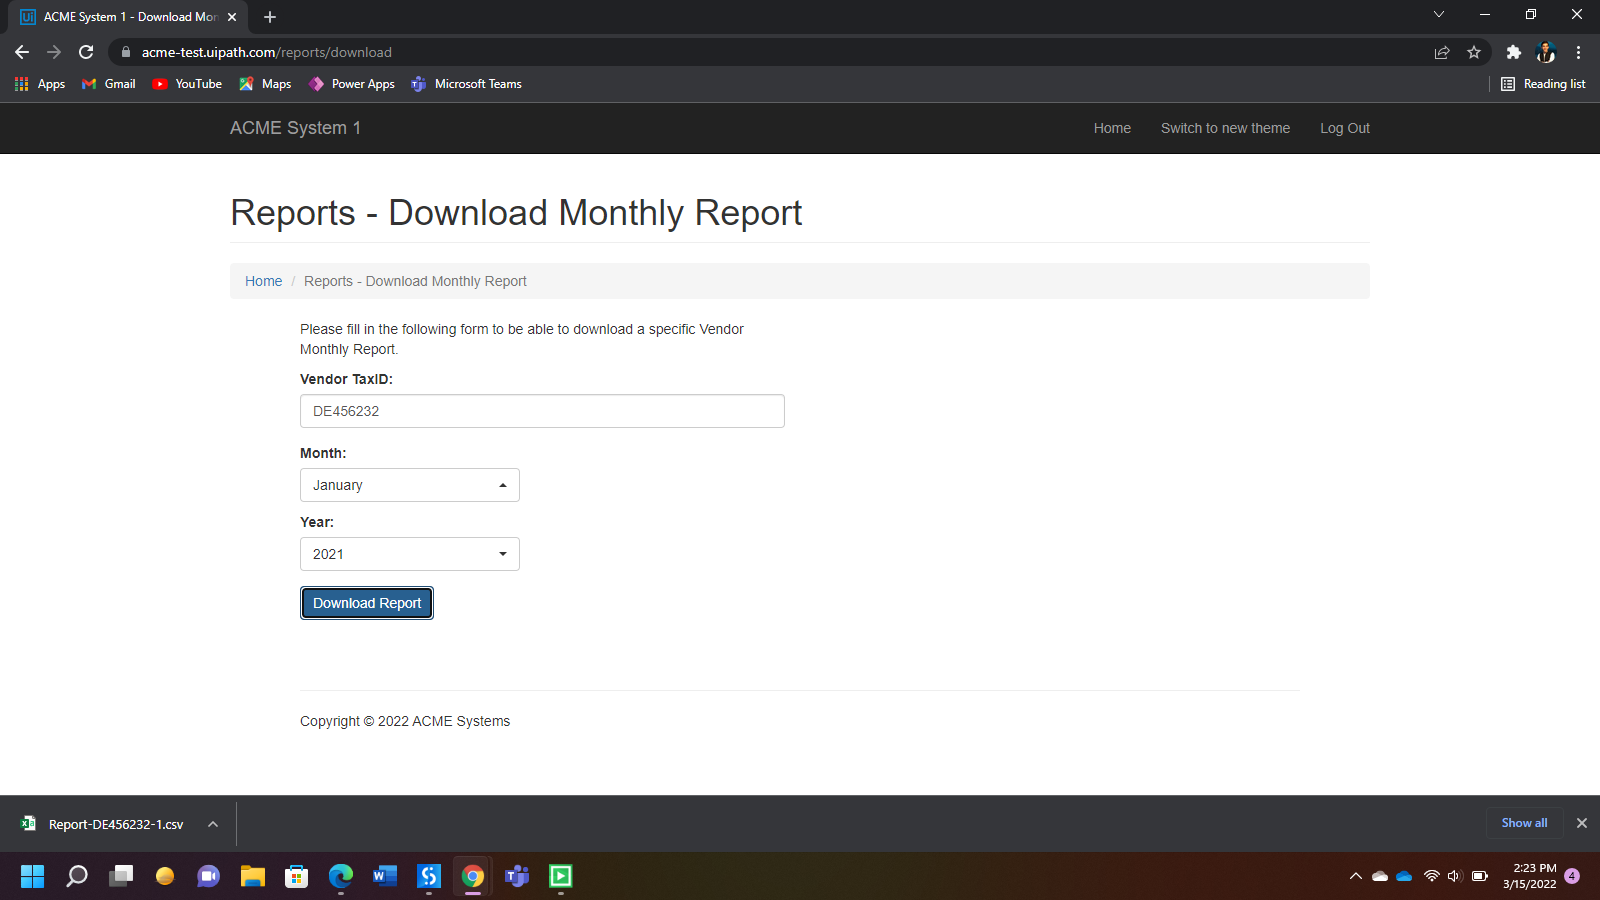 ACME System 1 - Download Mon
acme-test.uipath.com/reports/download
Apps Gmail YouTube Maps Power Apps Microsoft Teams Reading list
ACME System 1 Home Switch to new theme Log Out
Reports - Download Monthly Report
Home / Reports - Download Monthly Report
Please fill in the following form to be able to download a specific Vendor
Monthly Report.
Vendor TaxID:
DE456232
Month:
January
Year:
2021
Download Report
Copyright © 2022 ACME Systems
Report-DE456232-1.csv Show all
2:23 PM
3/15/2022 4